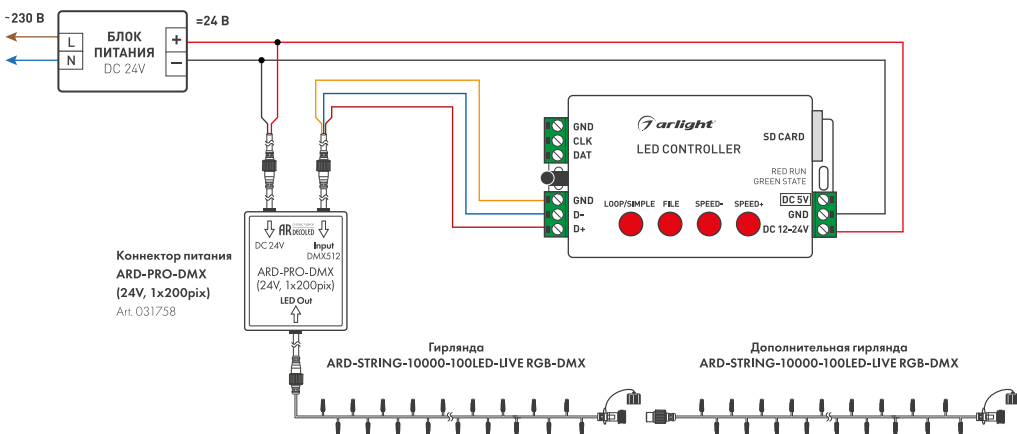 ~230 В
=24 В
L
N
БЛОК
ПИТАНИЯ
DC 24V
+
−
GND
CLK
DAT
arlight
LED CONTROLLER
SD CARD
RED RUN
GREEN STATE
GND
D-
D+
LOOP/SIMPLE FILE SPEED- SPEED+
DC 5V
GND
DC 12-24V
Коннектор питания
ARD-PRO-DMX
(24V, 1x200pix)
Art. 031758
DC 24V
AR DECOLED
Input
DMX512
ARD-PRO-DMX
(24V, 1x200pix)
LED Out
Гирлянда
ARD-STRING-10000-100LED-LIVE RGB-DMX
Дополнительная гирлянда
ARD-STRING-10000-100LED-LIVE RGB-DMX